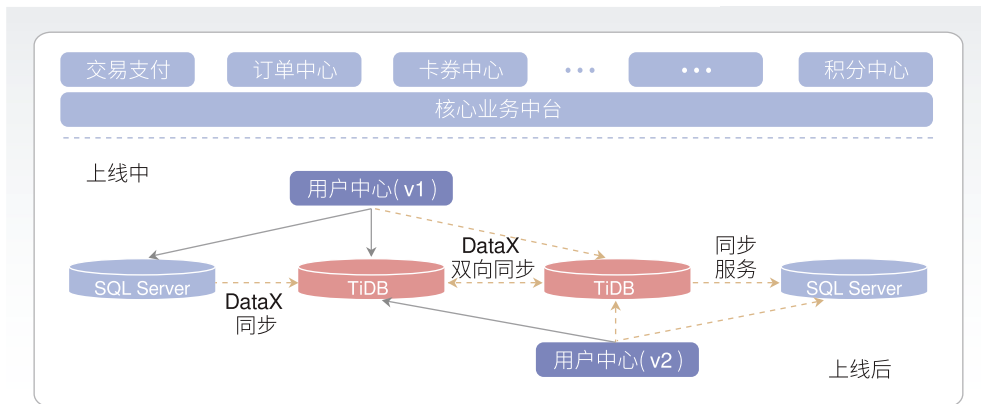 交易支付
订单中心
卡券中心
•••
•••
积分中心
核心业务中台
上线中
用户中心(v1)
DataX
双向同步
同步
服务
SQL Server
TiDB
TiDB
SQL Server
DataX
同步
用户中心(v2)
上线后